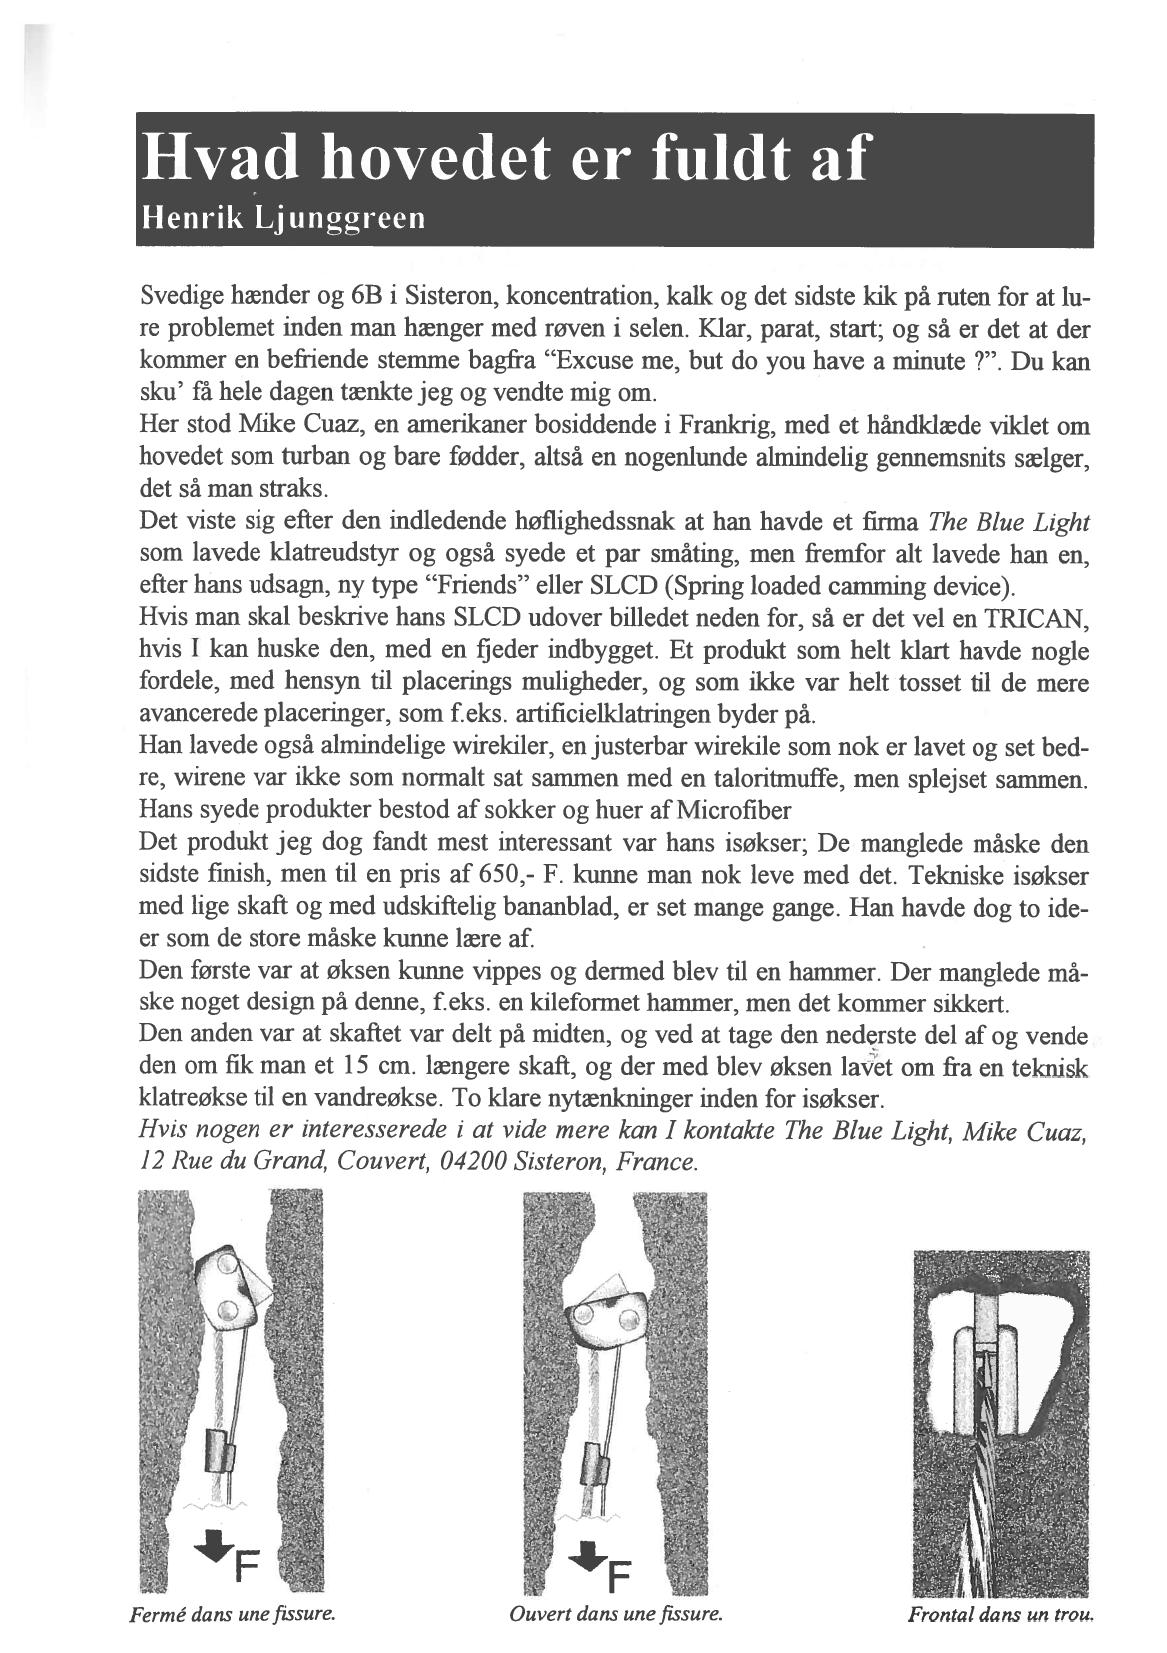 Hvad hovedet er fuldt af
Henrik Ljunggreen
Svedige hænder og 6B i Sisteron, koncentration, kalk og det sidste kik på ruten for at lu-
re problemet inden man hænger med røven i selen. Klar, parat, start; og så er det at der
kommer en befriende stemme bagfra “Excuse me, but do you have a minute ?”. Du kan
sku’ få hele dagen tænkte jeg og vendte mig om.
Her stod Mike Cuaz, en amerikaner bosiddende i Frankrig, med et håndklæde viklet om
hovedet som turban og bare fødder, altså en nogenlunde almindelig gennemsnits sælger,
det så man straks.
Det viste sig efter den indledende høflighedssnak at han havde et firma The Blue Light
som lavede klatreudstyr og også syede et par småting, men fremfor alt lavede han en,
efter hans udsagn, ny type “Friends” eller SLCD (Spring loaded camming device).
Hvis man skal beskrive hans SLCD udover billedet neden for, så er det vel en TRICAN,
hvis I kan huske den, med en fjeder indbygget. Et produkt som helt klart havde nogle
fordele, med hensyn til placerings muligheder, og som ikke var helt tosset til de mere
avancerede placeringer, som f.eks. artificielklatringen byder på.
Han lavede også almindelige wirekiler, en justerbar wirekile som nok er lavet og set bed-
re, wirene var ikke som normalt sat sammen med en taloritmuffe, men splejset sammen.
Hans syede produkter bestod af sokker og huer af Microfiber
Det produkt jeg dog fandt mest interessant var hans isøkser; De manglede måske den
sidste finish, men til en pris af 650,- F. kunne man nok leve med det. Tekniske isøkser
med lige skaft og med udskiftelig bananblad, er set mange gange. Han havde dog to ide-
er som de store måske kunne lære af.
Den første var at øksen kunne vippes og dermed blev til en hammer. Der manglede må-
ske noget design på denne, f.eks. en kileformet hammer, men det kommer sikkert.
Den anden var at skaftet var delt på midten, og ved at tage den nederste del af og vende
den om fik man et 15 cm. længere skaft, og der med blev øksen lavet om fra en teknisk
klatreøkse til en vandreøkse. To klare nytænkninger inden for isøkser.
Hvis nogen er interesserede i at vide mere kan I kontakte The Blue Light, Mike Cuaz,
12 Rue du Grand, Couvert, 04200 Sisteron, France.
F
F
Fermé dans une fissure.
Ouvert dans une fissure.
Frontal dans un trou.